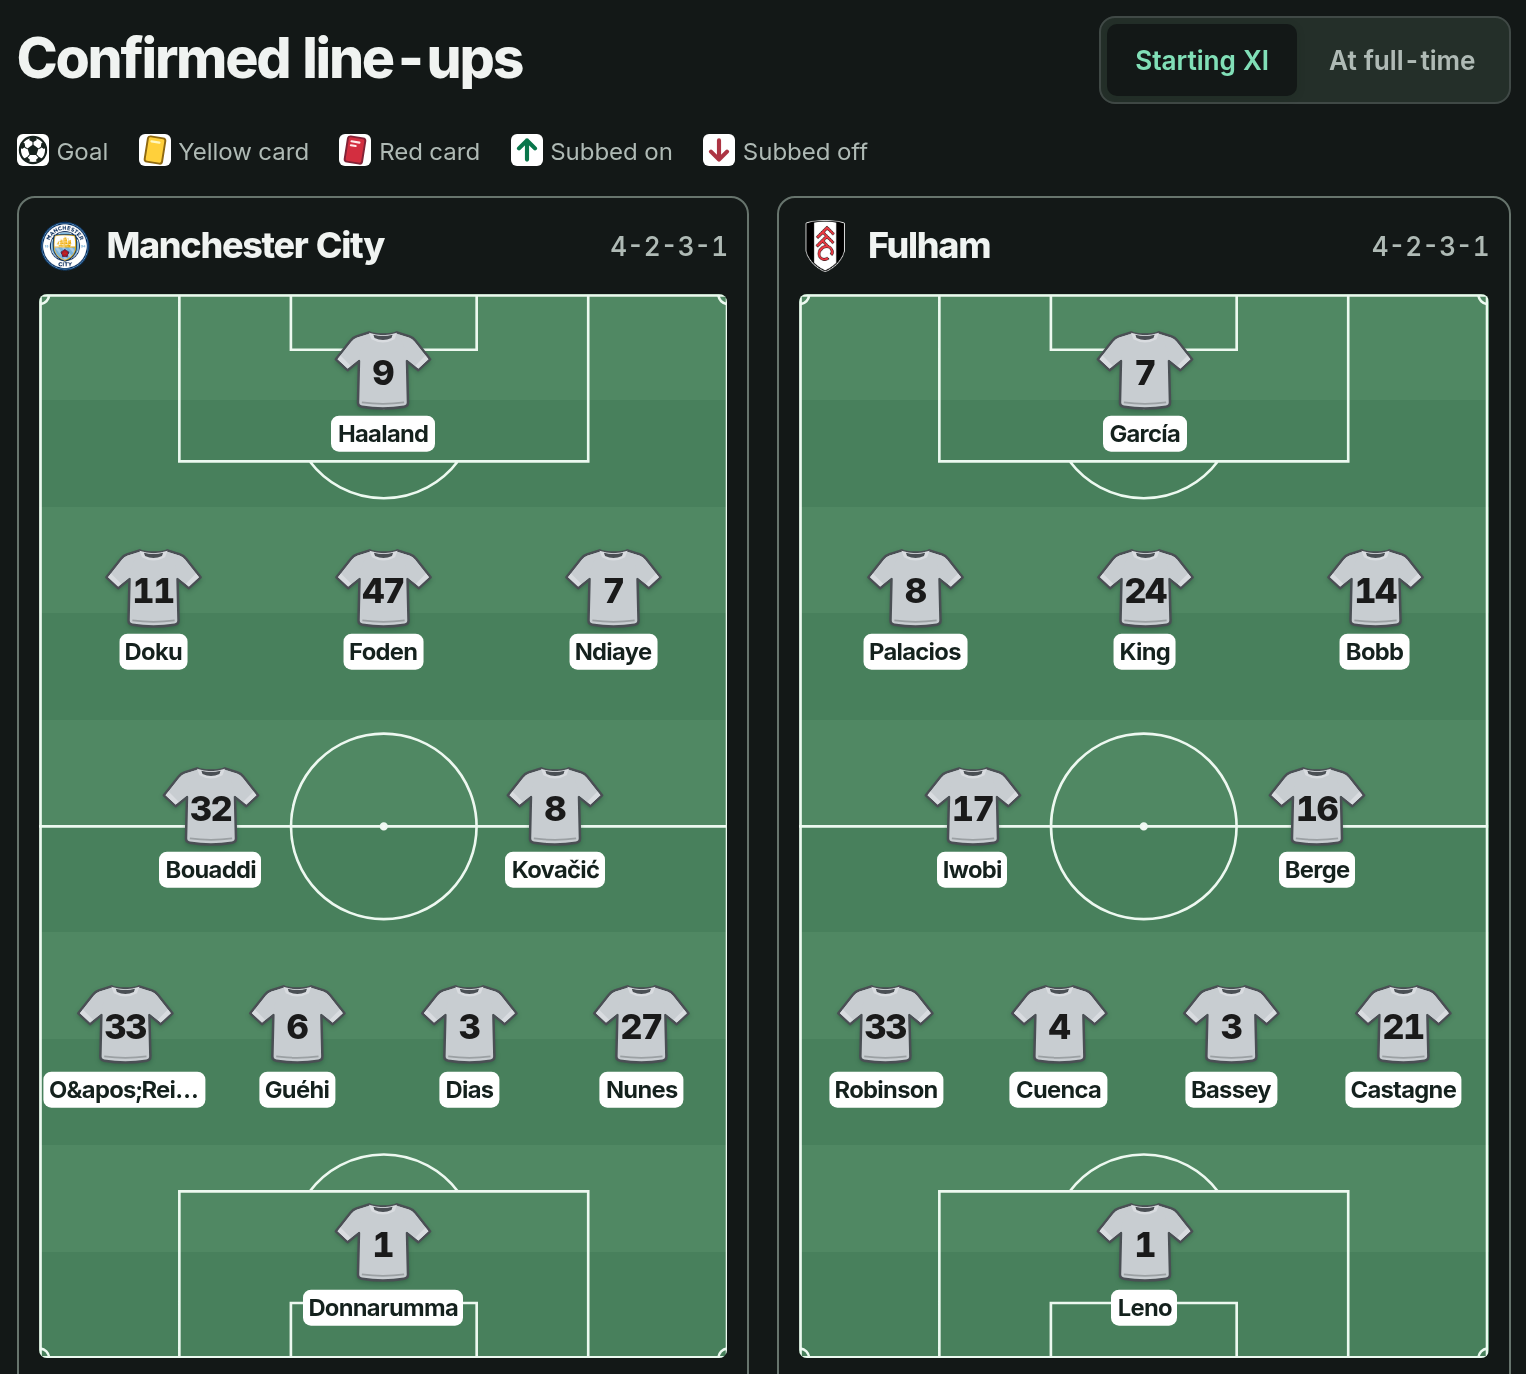 Confirmed line-ups
Starting XI
At full-time
Goal
Yellow card
Red card
Subbed on
Subbed off
MANCHESTER
CITY
Manchester City
4-2-3-1
Fulham
4-2-3-1
9
Haaland
11
47
7
Doku
Foden
Ndiaye
32
8
Bouaddi
Kovačić
33
6
3
27
O&apos;Rei…
Guéhi
Dias
Nunes
1
Donnarumma
7
García
8
24
14
Palacios
King
Bobb
17
16
Iwobi
Berge
33
4
3
21
Robinson
Cuenca
Bassey
Castagne
1
Leno